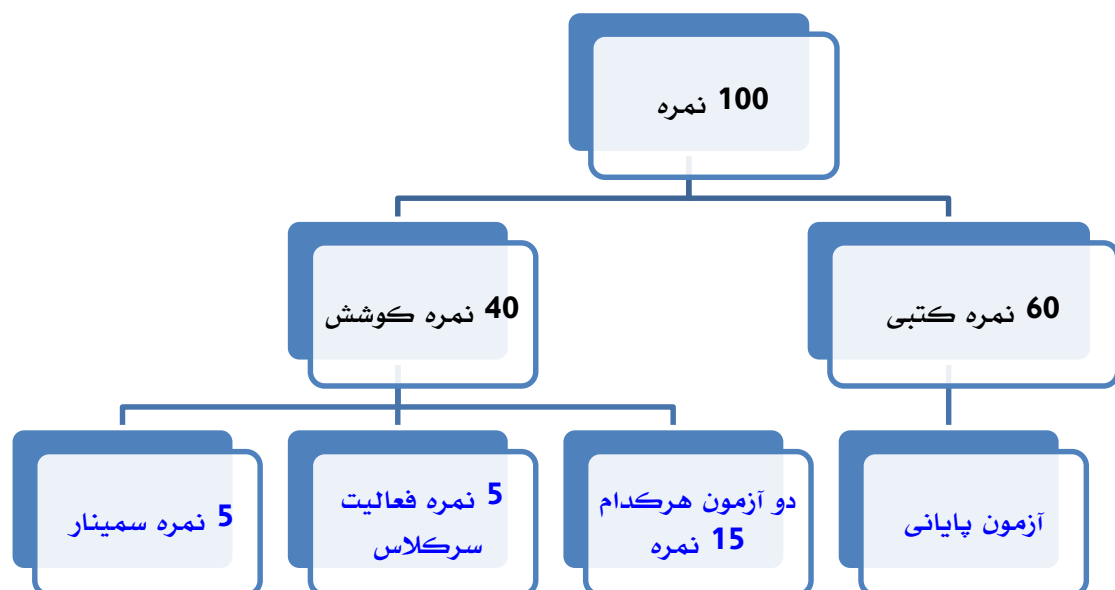 100 نمره
60 نمره کتبی
40 نمره کوشش
آزمون پایانی
دو آزمون هرکدام
15 نمره
5 نمره فعالیت
سرکلاس
5 نمره سمینار